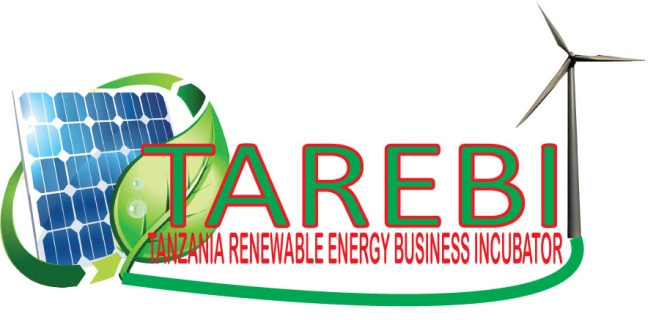 TAREBI
TANZANIA RENEWABLE ENERGY BUSINESS INCUBATOR